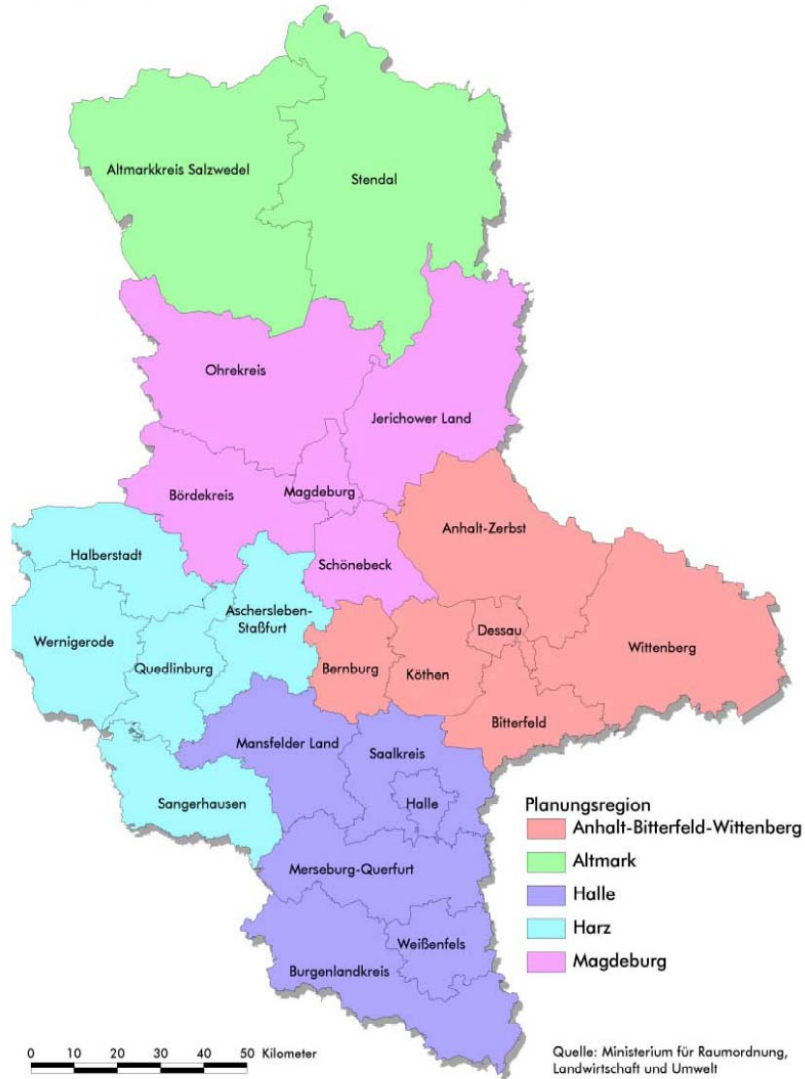 Altmarkkreis Salzwedel
Stendal
Ohrekreis
Jerichower Land
Bördekreis
Magdeburg
Anhalt-Zerbst
Halberstadt
Schönebeck
Aschersleben-
Staßfurt
Wernigerode
Quedlinburg
Bernburg
Köthen
Dessau
Wittenberg
Bitterfeld
Mansfelder Land
Saalkreis
Sangerhausen
Halle
Merseburg-Querfurt
Weißenfels
Burgenlandkreis
Planungsregion
Anhalt-Bitterfeld-Wittenberg
Altmark
Halle
Harz
Magdeburg
0 10 20 30 40 50 Kilometer
Quelle: Ministerium für Raumordnung,
Landwirtschaft und Umwelt